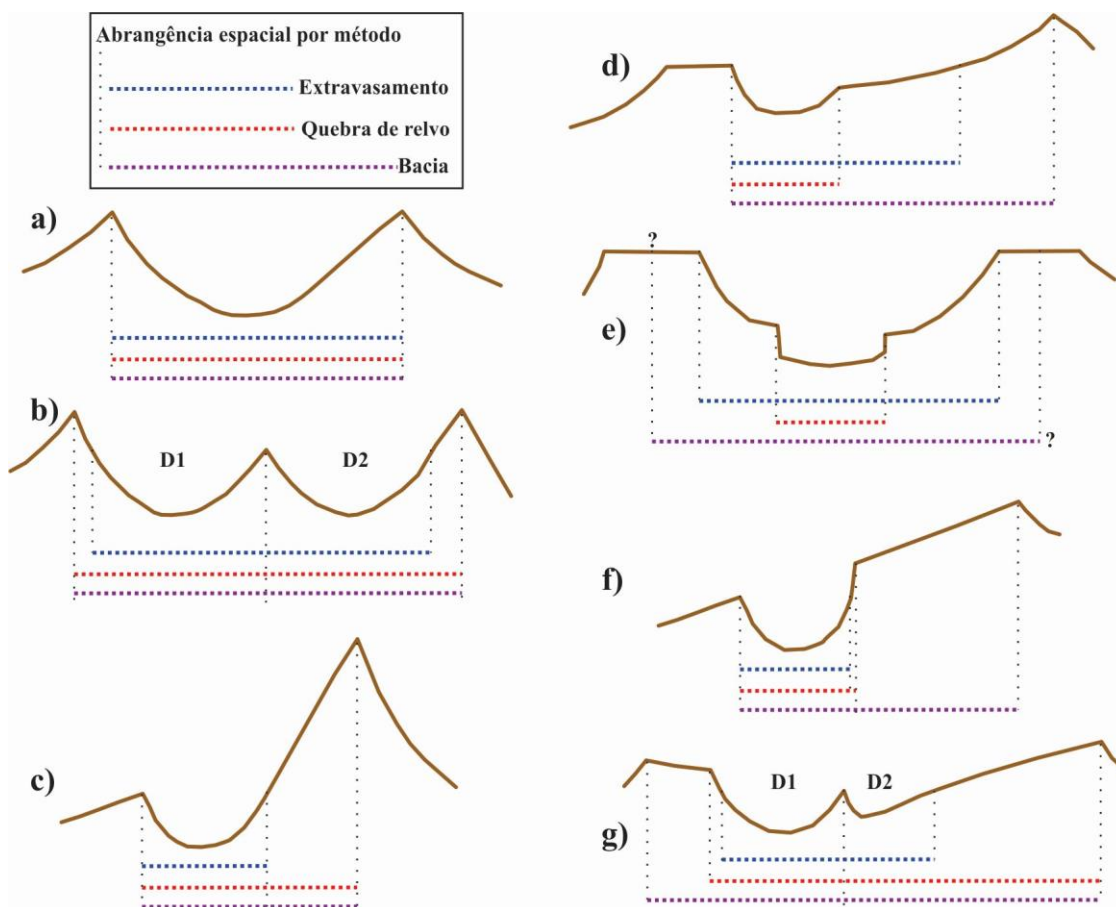 Abrangência espacial por método
Extravasamento
Quebra de relvo
Bacia
a)
b)
D1 D2
c)
d)
?
e)
?
f)
D1 D2
g)